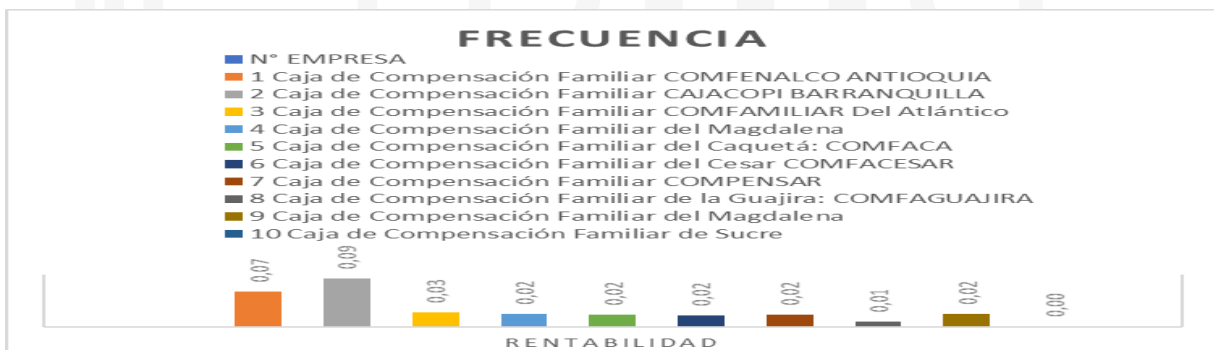 FRECUENCIA
N° EMPRESA
1 Caja de Compensación Familiar COMFENALCO ANTIOQUIA
2 Caja de Compensación Familiar CAJACOPI BARRANQUILLA
3 Caja de Compensación Familiar COMFAMILIAR Del Atlántico
4 Caja de Compensación Familiar del Magdalena
5 Caja de Compensación Familiar del Caquetá: COMFACA
6 Caja de Compensación Familiar del Cesar COMFACESAR
7 Caja de Compensación Familiar COMPENSAR
8 Caja de Compensación Familiar de la Guajira: COMFAGUAJIRA
9 Caja de Compensación Familiar del Magdalena
10 Caja de Compensación Familiar de Sucre
0,07
0,09
0,03
0,02
0,02
0,02
0,02
0,01
0,02
0,00
RENTABILIDAD